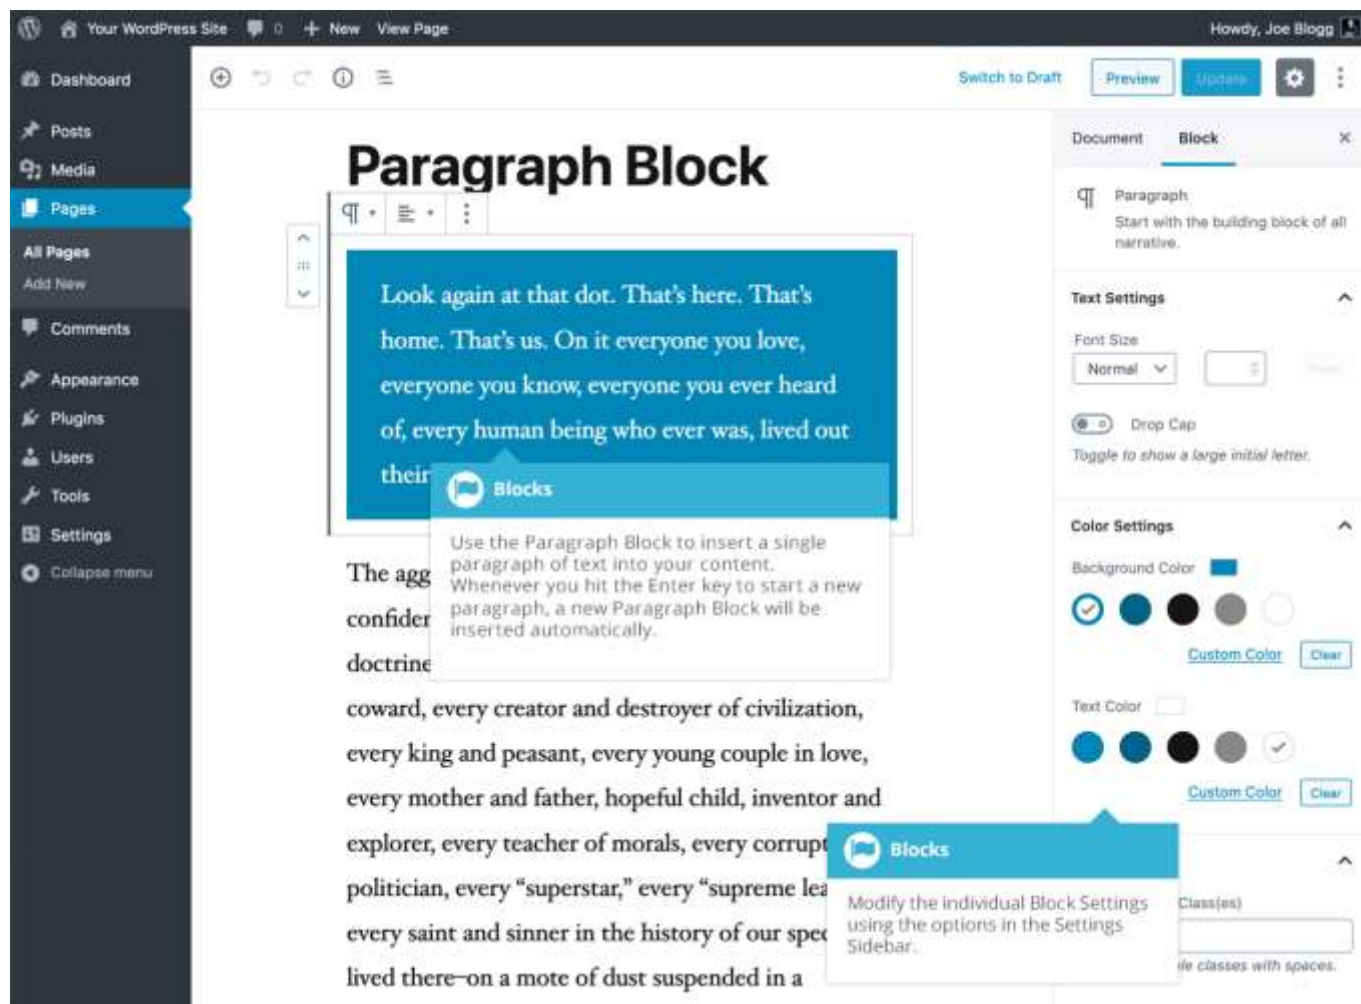 Your WordPress Site 0 New View Page Howdy, Joe Blogg
Dashboard
Posts
Media
Pages
All Pages
Add New
Comments
Appearance
Plugins
Users
Tools
Settings
Collapse menu
Switch to Draft Preview Update
Paragraph Block
Look again at that dot. That's here. That's
home. That's us. On it everyone you love,
everyone you know, everyone you ever heard
of, every human being who ever was, lived out
their
Blocks
Use the Paragraph Block to insert a single
paragraph of text into your content.
Whenever you hit the Enter key to start a new
paragraph, a new Paragraph Block will be
inserted automatically.
The agg
confider
doctrine
coward, every creator and destroyer of civilization,
every king and peasant, every young couple in love,
every mother and father, hopeful child, inventor and
explorer, every teacher of morals, every corrupt
politician, every “superstar,” every “supreme lea
every saint and sinner in the history of our spec
lived there–on a mote of dust suspended in a
Document Block
Paragraph
Start with the building block of all
narrative.
Text Settings
Font Size
Normal
Drop Cap
Toggle to show a large initial letter.
Color Settings
Background Color
Custom Color Clear
Text Color
Custom Color Clear
Blocks
Modify the individual Block Settings
using the options in the Settings
Sidebar.
Class(es)
classes with spaces.